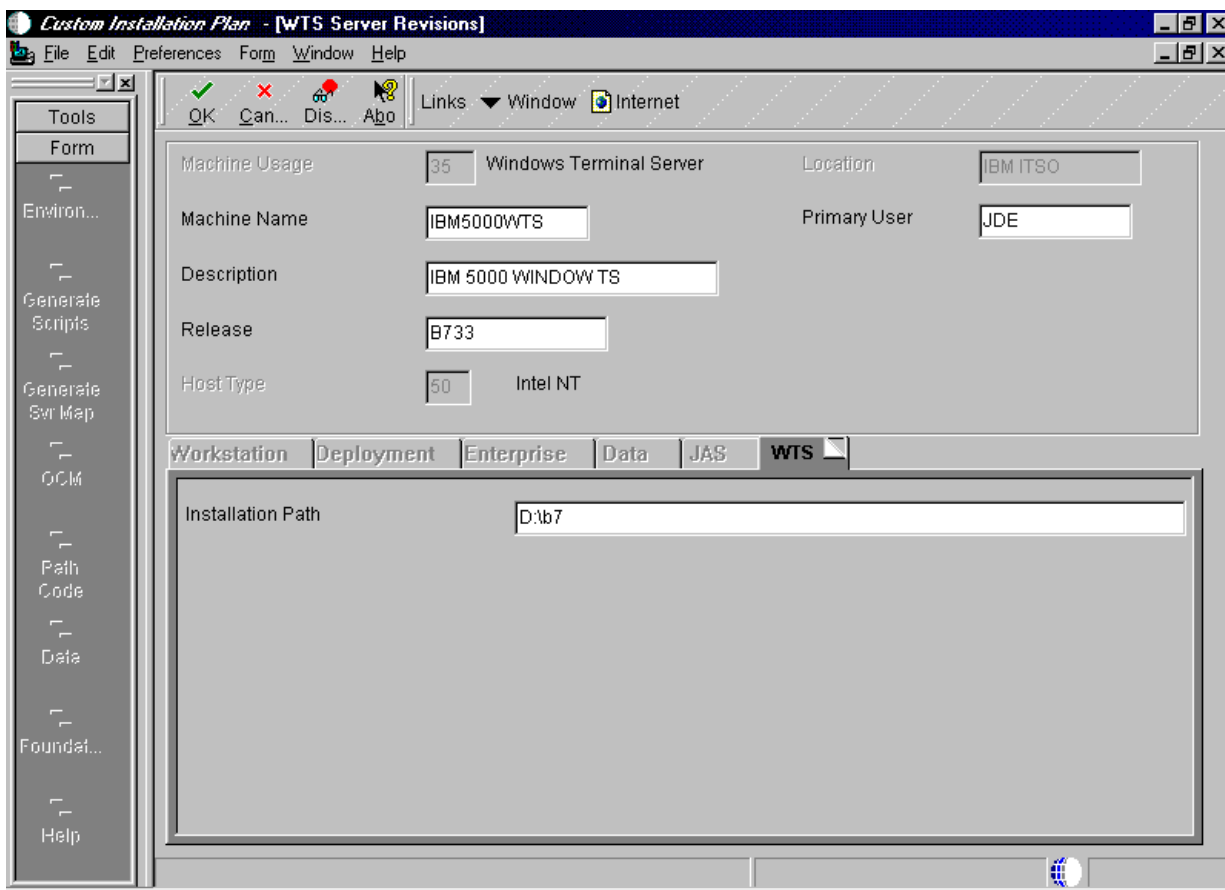 Custom Installation Plan - [WTS Server Revisions]
File Edit Preferences Form Window Help
OK Can... Dis... Abo Links Window Internet
Tools
Form
Environ...
Generate
Scripts
Generate
Svr Map
OCM
Path
Code
Data
Foundat...
Help
Machine Usage 35 Windows Terminal Server Location IBM ITSO
Machine Name IBM5000WTS Primary User JDE
Description IBM 5000 WINDOW TS
Release B733
Host Type 50 Intel NT
Workstation Deployment Enterprise Data JAS WTS
Installation Path D:\b7